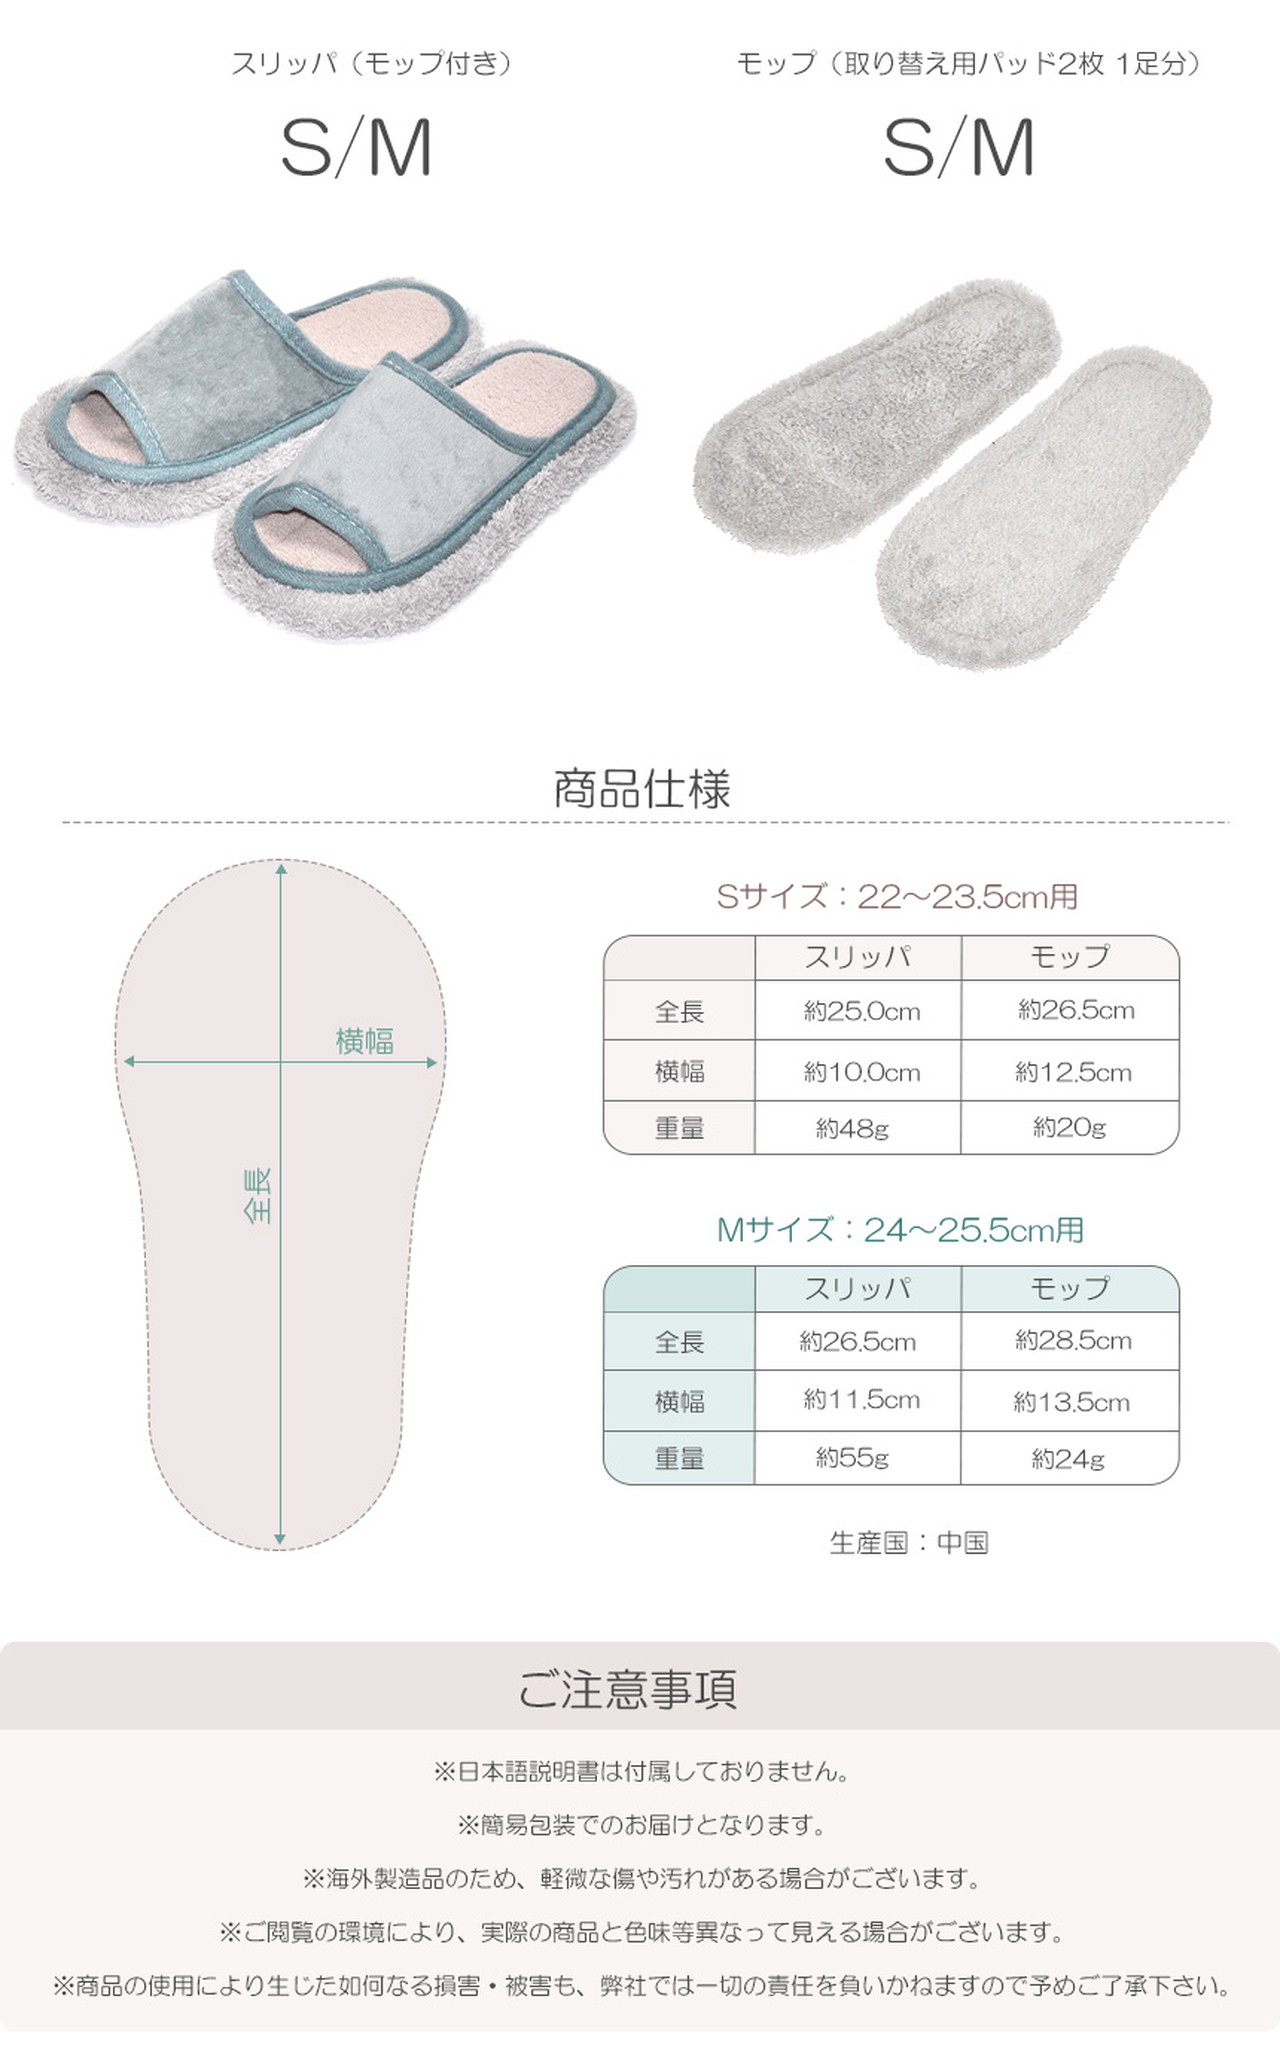 スリッパ（モップ付き）
モップ（取り替え用パッド2枚 1足分）
S/M
S/M
商品仕様
横幅
全長
Sサイズ：22〜23.5cm用
スリッパ モップ
全長 約25.0cm 約26.5cm
横幅 約10.0cm 約12.5cm
重量 約48g 約20g
Mサイズ：24〜25.5cm用
スリッパ モップ
全長 約26.5cm 約28.5cm
横幅 約11.5cm 約13.5cm
重量 約55g 約24g
生産国：中国
ご注意事項
※日本語説明書は付属しておりません。
※簡易包装でのお届けとなります。
※海外製造品のため、軽微な傷や汚れがある場合がございます。
※ご閲覧の環境により、実際の商品と色味等異なって見える場合がございます。
※商品の使用により生じた如何なる損害・被害も、弊社では一切の責任を負いかねますので予めご了承下さい。